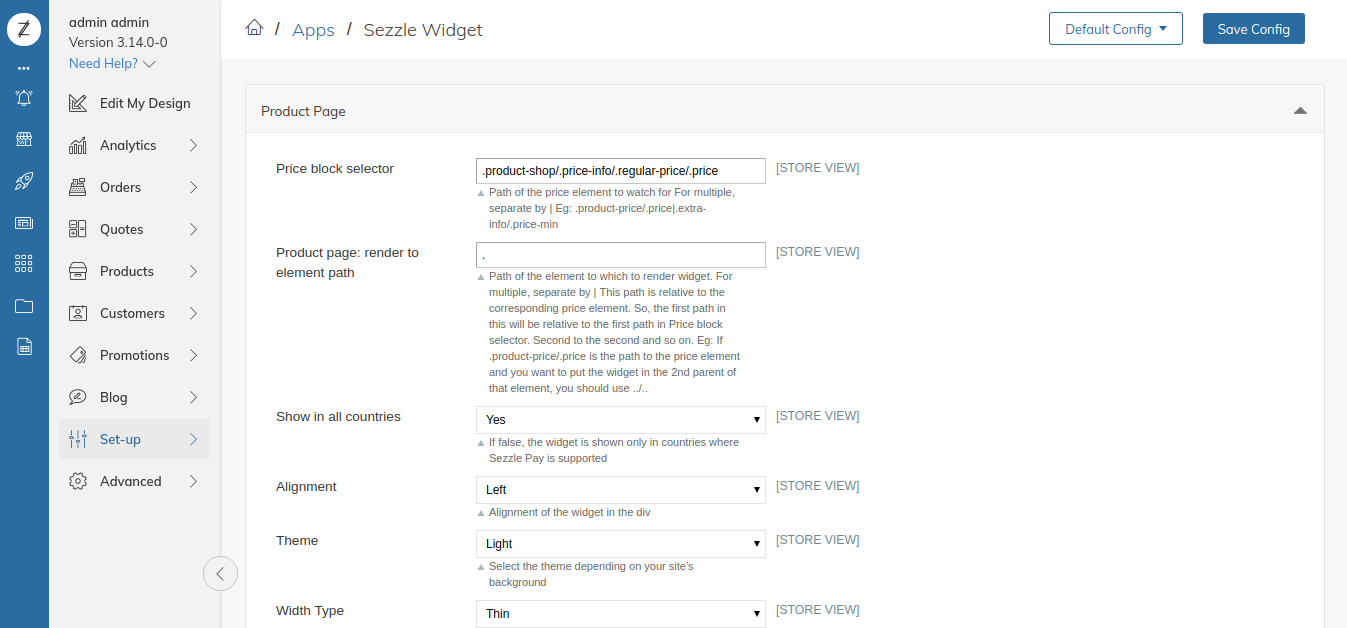 admin admin
Version 3.14.0-0
Need Help?
Edit My Design
Analytics
Orders
Quotes
Products
Customers
Promotions
Blog
Set-up
Advanced
/ Apps / Sezzle Widget
Default Config
Save Config
Product Page
Price block selector
.product-shop/.price-info/.regular-price/.price
[STORE VIEW]
Path of the price element to watch for For multiple,
separate by | Eg: .product-price/.price|.extra-
info/.price-min
Product page: render to
element path
.
[STORE VIEW]
Path of the element to which to render widget. For
multiple, separate by | This path is relative to the
corresponding price element. So, the first path in
this will be relative to the first path in Price block
selector. Second to the second and so on. Eg: If
.product-price/.price is the path to the price element
and you want to put the widget in the 2nd parent of
that element, you should use ../..
Show in all countries
Yes
[STORE VIEW]
If false, the widget is shown only in countries where
Sezzle Pay is supported
Alignment
Left
[STORE VIEW]
Alignment of the widget in the div
Theme
Light
[STORE VIEW]
Select the theme depending on your site's
background
Width Type
Thin
[STORE VIEW]